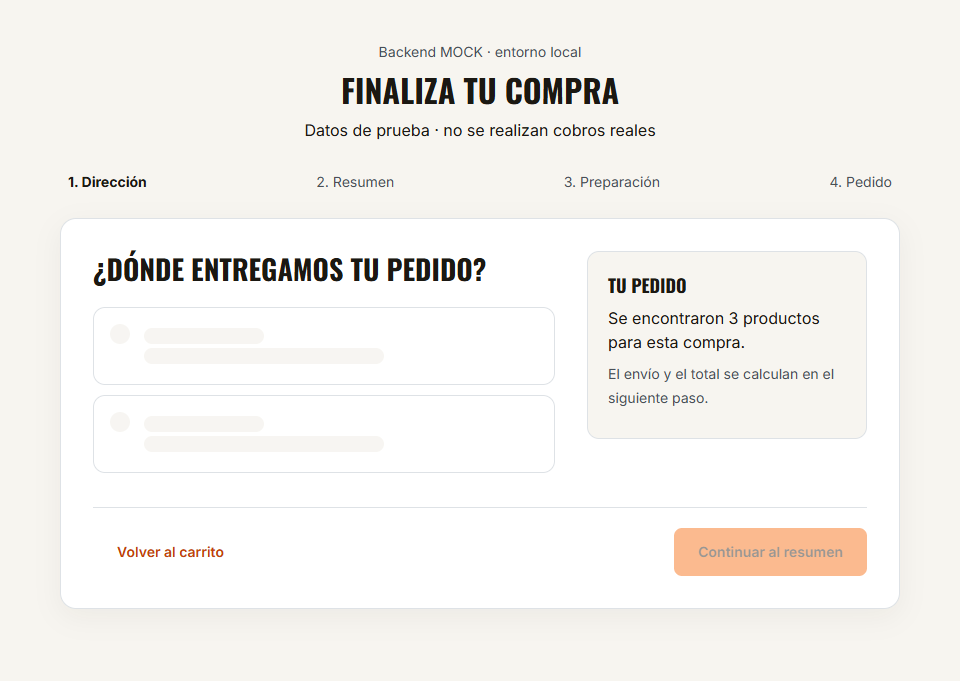 Backend MOCK · entorno local
FINALIZA TU COMPRA
Datos de prueba · no se realizan cobros reales
1. Dirección
2. Resumen
3. Preparación
4. Pedido
¿DÓNDE ENTREGAMOS TU PEDIDO?
TU PEDIDO
Se encontraron 3 productos
para esta compra.
El envío y el total se calculan en el
siguiente paso.
Volver al carrito
Continuar al resumen